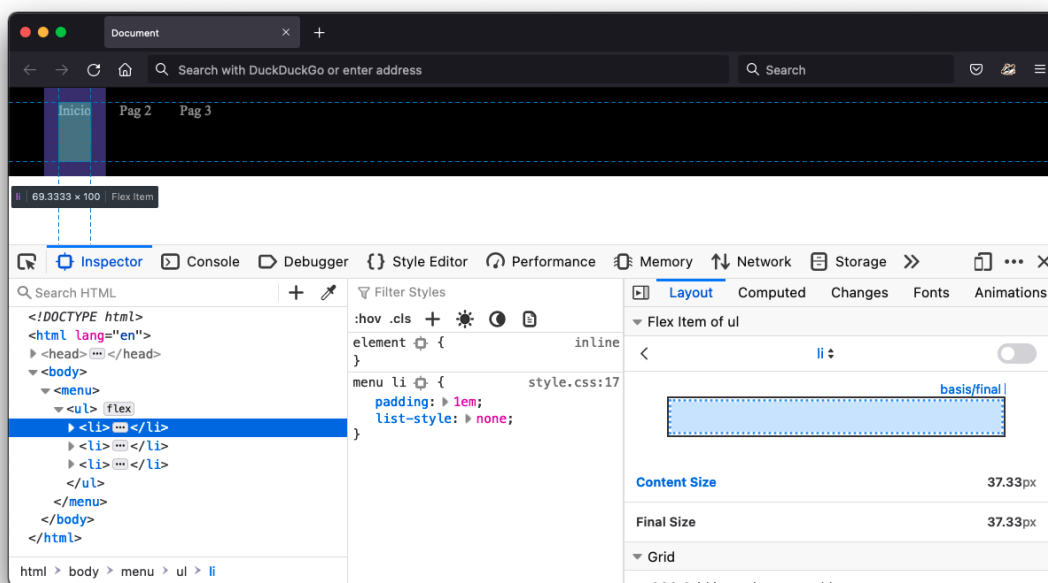 Document
Search with DuckDuckGo or enter address
Search
Inicio Pag 2 Pag 3
li 69.3333 × 100 Flex Item
Inspector Console Debugger {} Style Editor Performance Memory Network Storage
Search HTML
<!DOCTYPE html>
<html lang="en">
<head> ⋯ </head>
<body>
<menu>
<ul> flex
<li> ⋯ </li>
<li> ⋯ </li>
<li> ⋯ </li>
</ul>
</menu>
</body>
</html>
html > body > menu > ul > li
Filter Styles
:hov .cls
element { inline
}
menu li { style.css:17
padding: 1em;
list-style: none;
}
Layout Computed Changes Fonts Animations
Flex Item of ul
li
basis/final
Content Size 37.33px
Final Size 37.33px
Grid